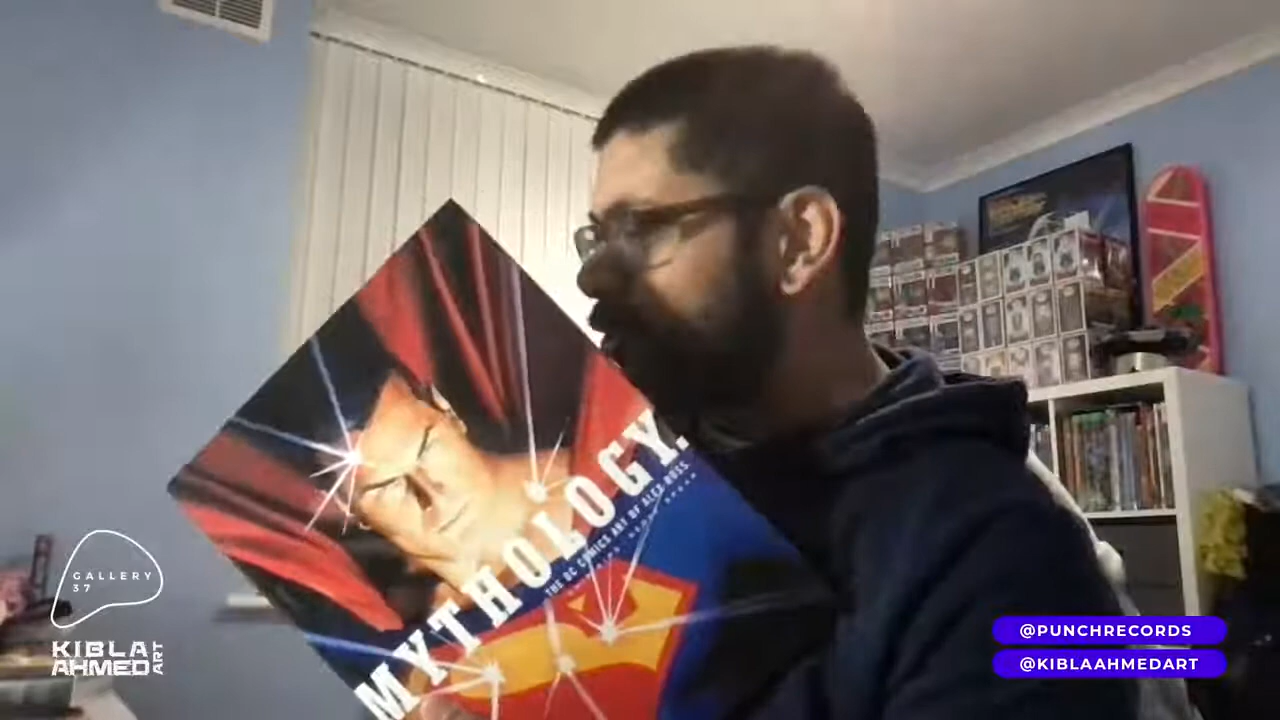 MYTHOLOGY.
THE DC COMICS ART OF ALEX ROSS.
GALLERY
37
KIBLA
AHMED
ART
@PUNCHRECORDS
@KIBLAAHMEDART